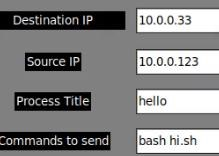 Destination IP 10.0.0.33
Source IP 10.0.0.123
Process Title hello
Commands to send bash hi.sh